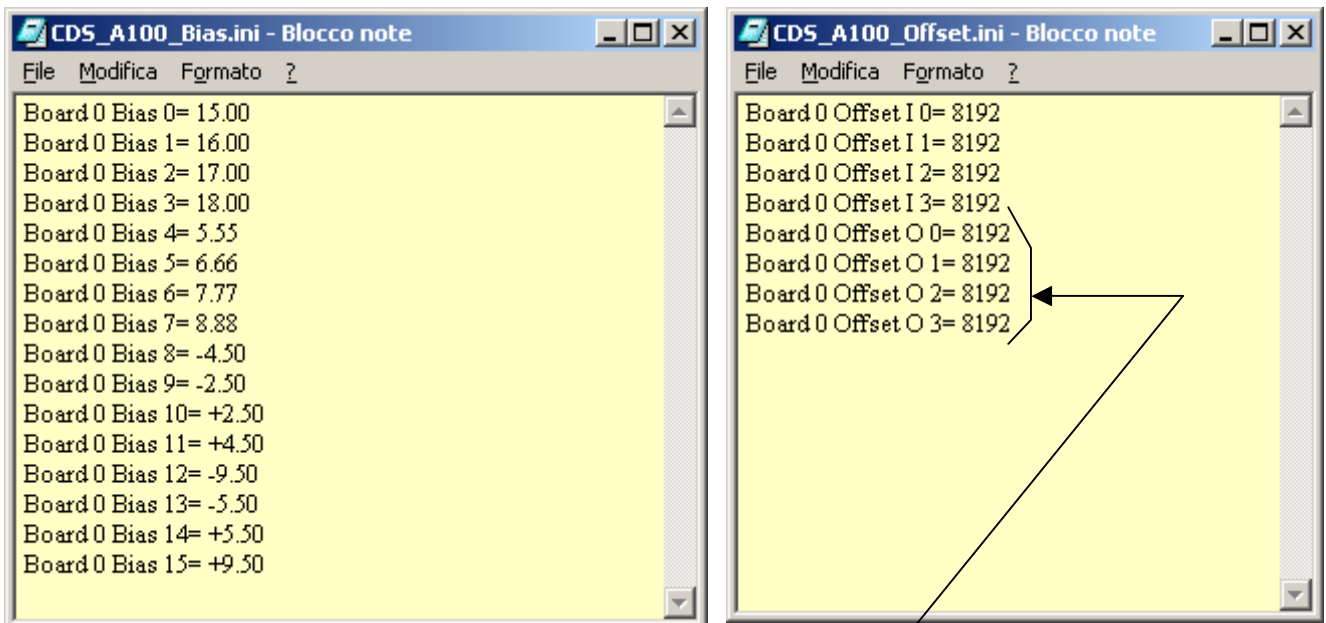 CDS_A100_Bias.ini - Blocco note
File Modifica Formato ?
Board 0 Bias 0= 15.00
Board 0 Bias 1= 16.00
Board 0 Bias 2= 17.00
Board 0 Bias 3= 18.00
Board 0 Bias 4= 5.55
Board 0 Bias 5= 6.66
Board 0 Bias 6= 7.77
Board 0 Bias 7= 8.88
Board 0 Bias 8= -4.50
Board 0 Bias 9= -2.50
Board 0 Bias 10= +2.50
Board 0 Bias 11= +4.50
Board 0 Bias 12= -9.50
Board 0 Bias 13= -5.50
Board 0 Bias 14= +5.50
Board 0 Bias 15= +9.50
CDS_A100_Offset.ini - Blocco note
File Modifica Formato ?
Board 0 Offset I 0= 8192
Board 0 Offset I 1= 8192
Board 0 Offset I 2= 8192
Board 0 Offset I 3= 8192
Board 0 Offset O 0= 8192
Board 0 Offset O 1= 8192
Board 0 Offset O 2= 8192
Board 0 Offset O 3= 8192